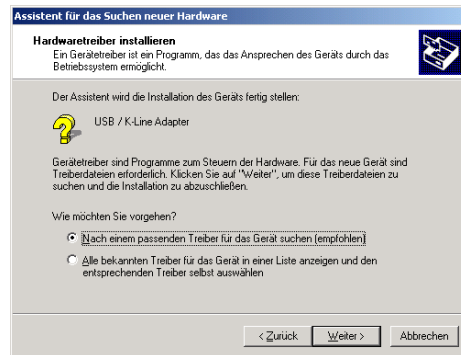 Assistent für das Suchen neuer Hardware
Hardwaretreiber installieren
Ein Gerätetreiber ist ein Programm, das das Ansprechen des Geräts durch das
Betriebssystem ermöglicht.
Der Assistent wird die Installation des Geräts fertig stellen:
USB / K-Line Adapter
Gerätetreiber sind Programme zum Steuern der Hardware. Für das neue Gerät sind
Treiberdateien erforderlich. Klicken Sie auf "Weiter", um diese Treiberdateien zu
suchen und die Installation zu abzuschließen.
Wie möchten Sie vorgehen?
Nach einem passenden Treiber für das Gerät suchen (empfohlen)
Alle bekannten Treiber für das Gerät in einer Liste anzeigen und den
entsprechenden Treiber selbst auswählen
< Zurück
Weiter >
Abbrechen